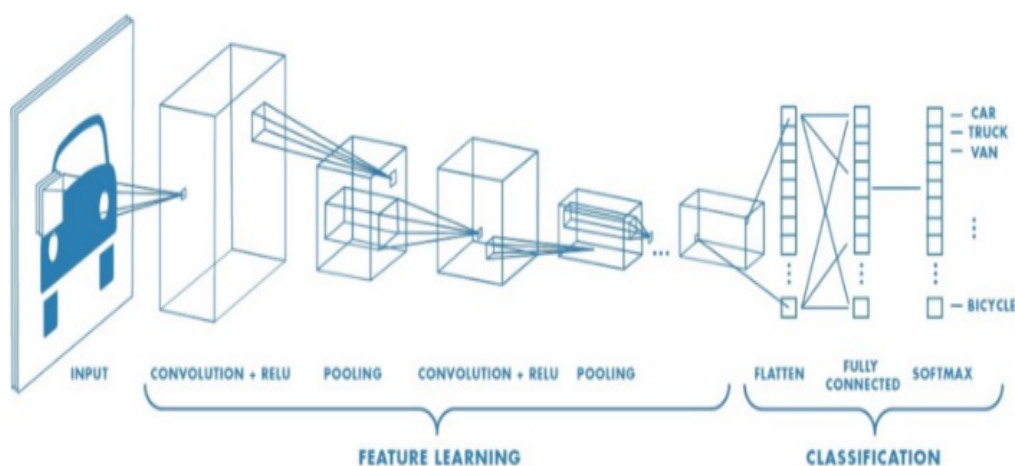 CAR
TRUCK
VAN
BICYCLE
INPUT
CONVOLUTION + RELU
POOLING
CONVOLUTION + RELU
POOLING
FLATTEN
FULLY
CONNECTED
SOFTMAX
FEATURE LEARNING
CLASSIFICATION